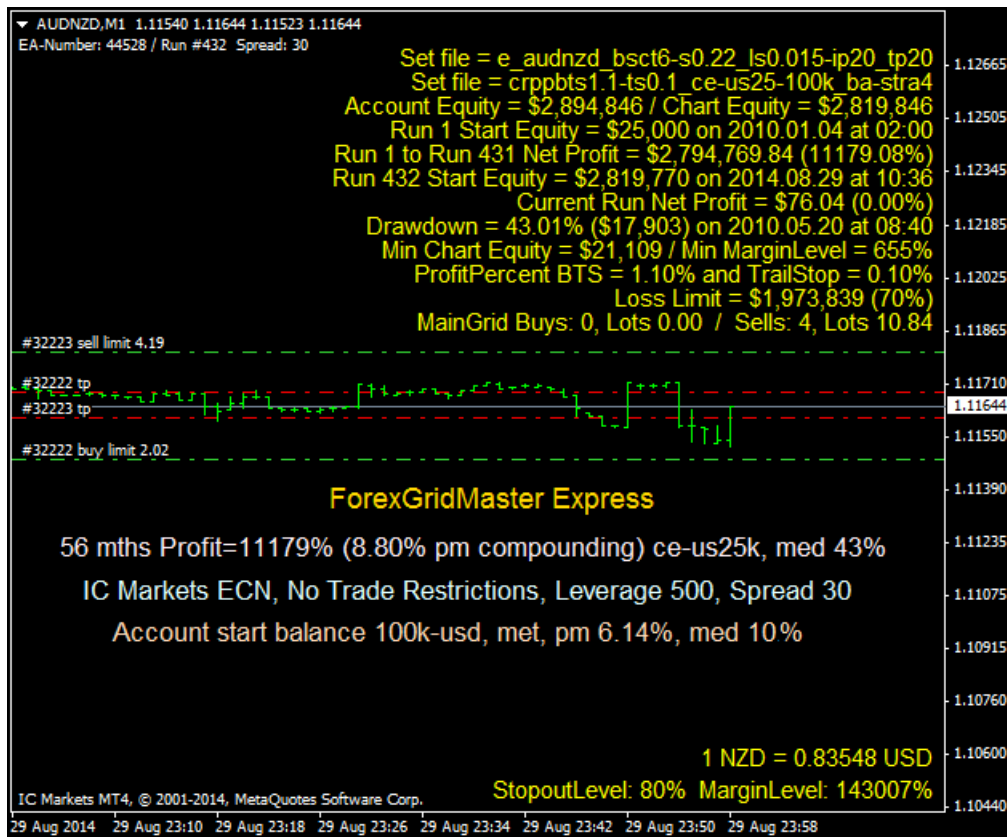 AUDNZD,M1 1.11540 1.11644 1.11523 1.11644
EA-Number: 44528 / Run #432 Spread: 30
Set file = e_audnzd_bsct6-s0.22_ls0.015-ip20_tp20
Set file = crppbts1.1-ts0.1_ce-us25-100k_ba-stra4
Account Equity = $2,894,846 / Chart Equity = $2,819,846
Run 1 Start Equity = $25,000 on 2010.01.04 at 02:00
Run 1 to Run 431 Net Profit = $2,794,769.84 (11179.08%)
Run 432 Start Equity = $2,819,770 on 2014.08.29 at 10:36
Current Run Net Profit = $76.04 (0.00%)
Drawdown = 43.01% ($17,903) on 2010.05.20 at 08:40
Min Chart Equity = $21,109 / Min MarginLevel = 655%
ProfitPercent BTS = 1.10% and TrailStop = 0.10%
Loss Limit = $1,973,839 (70%)
MainGrid Buys: 0, Lots 0.00 / Sells: 4, Lots 10.84
#32223 sell limit 4.19
#32222 tp
#32223 tp
#32222 buy limit 2.02
ForexGridMaster Express
56 mths Profit=11179% (8.80% pm compounding) ce-us25k, med 43%
IC Markets ECN, No Trade Restrictions, Leverage 500, Spread 30
Account start balance 100k-usd, met, pm 6.14%, med 10%
1 NZD = 0.83548 USD
StopoutLevel: 80% MarginLevel: 143007%
IC Markets MT4, © 2001-2014, MetaQuotes Software Corp.
1.12665
1.12505
1.12345
1.12185
1.12025
1.11865
1.11710
1.11644
1.11550
1.11390
1.11235
1.11075
1.10915
1.10760
1.10600
1.10440
29 Aug 2014 29 Aug 23:10 29 Aug 23:18 29 Aug 23:26 29 Aug 23:34 29 Aug 23:42 29 Aug 23:50 29 Aug 23:58